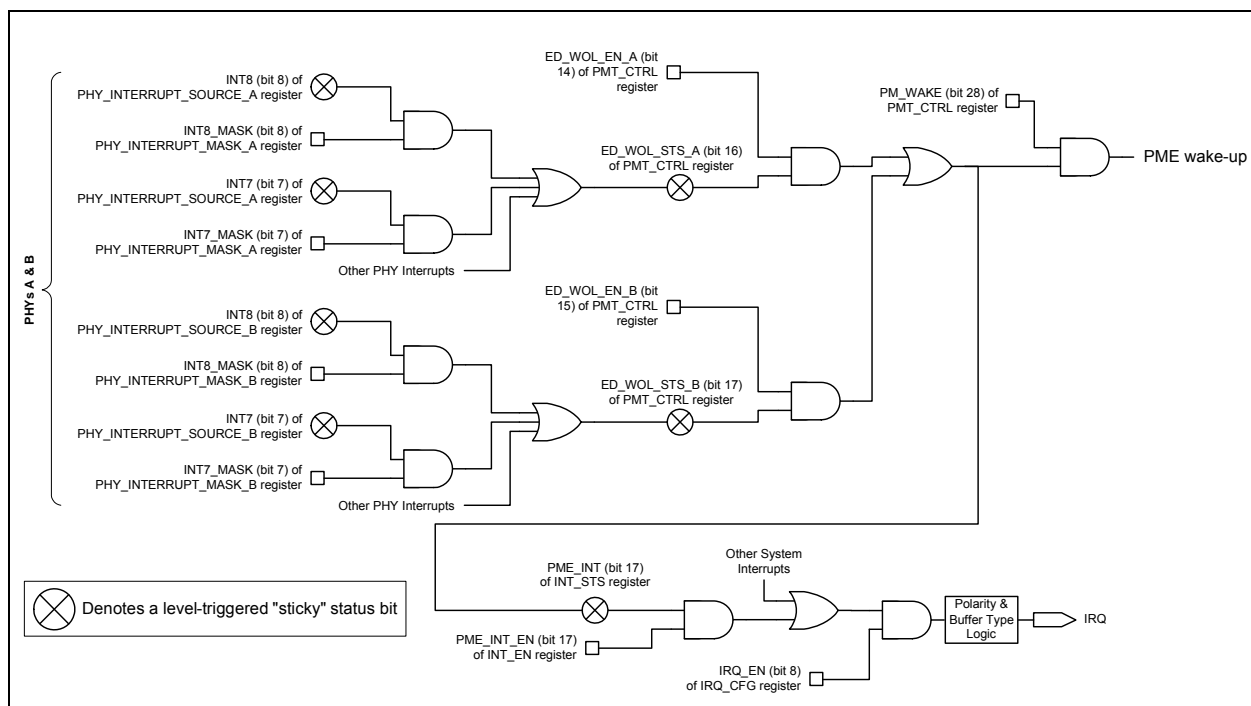 INT8 (bit 8) of
PHY_INTERRUPT_SOURCE_A register
INT8_MASK (bit 8) of
PHY_INTERRUPT_MASK_A register
INT7 (bit 7) of
PHY_INTERRUPT_SOURCE_A register
INT7_MASK (bit 7) of
PHY_INTERRUPT_MASK_A register
Other PHY Interrupts
ED_WOL_EN_A (bit
14) of PMT_CTRL
register
ED_WOL_STS_A (bit 16)
of PMT_CTRL register
PM_WAKE (bit 28) of
PMT_CTRL register
PME wake-up
PHYs A & B
INT8 (bit 8) of
PHY_INTERRUPT_SOURCE_B register
INT8_MASK (bit 8) of
PHY_INTERRUPT_MASK_B register
INT7 (bit 7) of
PHY_INTERRUPT_SOURCE_B register
INT7_MASK (bit 7) of
PHY_INTERRUPT_MASK_B register
Other PHY Interrupts
ED_WOL_EN_B (bit
15) of PMT_CTRL
register
ED_WOL_STS_B (bit 17)
of PMT_CTRL register
Denotes a level-triggered "sticky" status bit
PME_INT (bit 17)
of INT_STS register
PME_INT_EN (bit 17)
of INT_EN register
Other System
Interrupts
IRQ_EN (bit 8)
of IRQ_CFG register
Polarity &
Buffer Type
Logic
IRQ